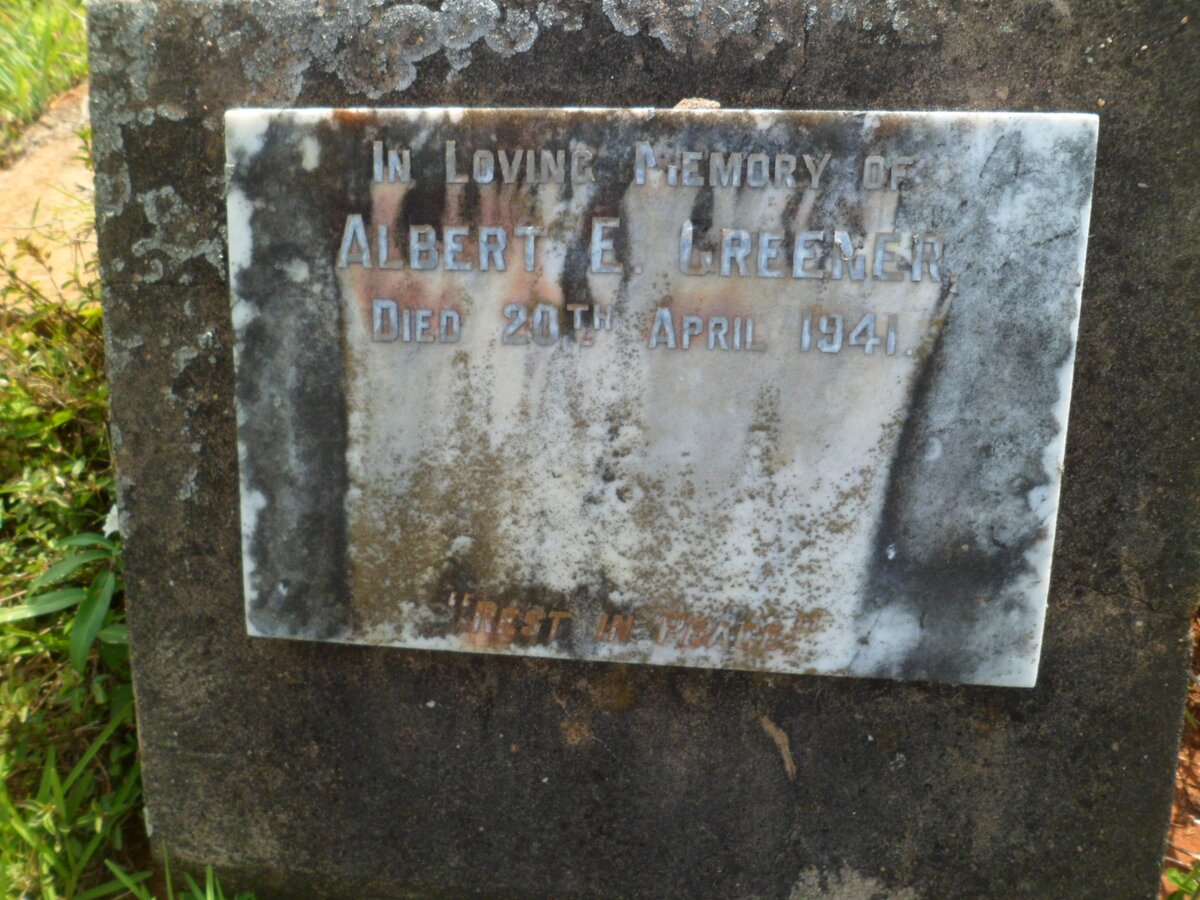 In Loving Memory of
Albert E. Greener
Died 20th April 1941.
"Rest in Peace"